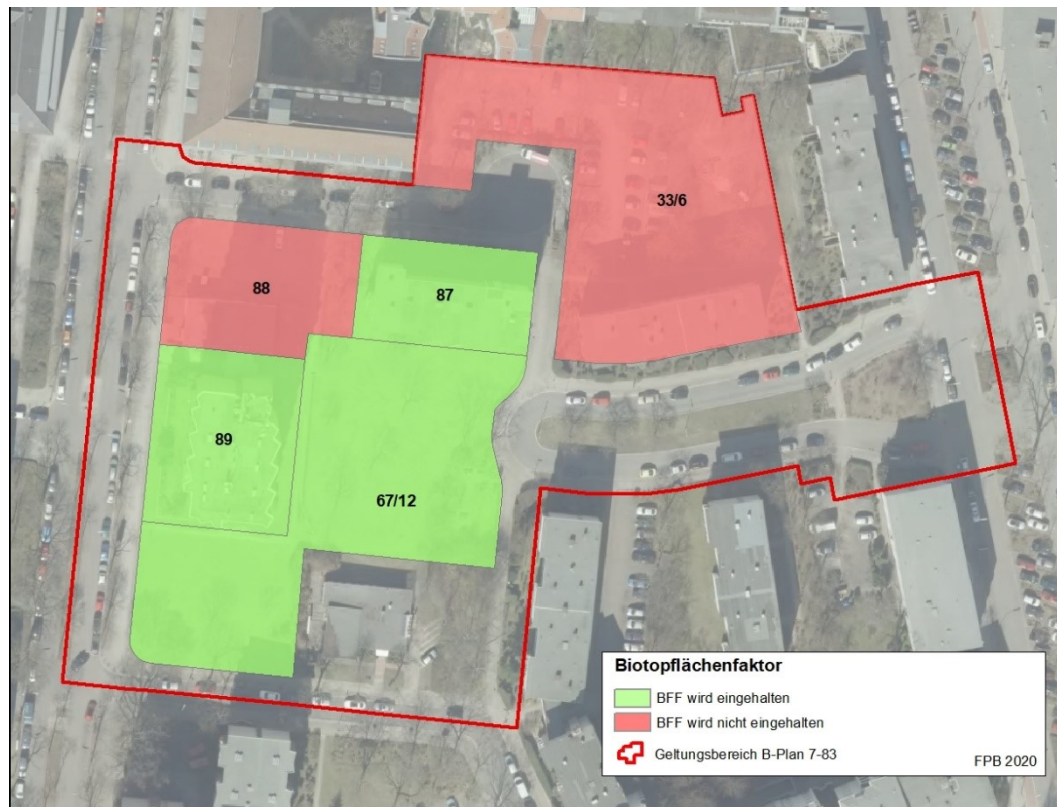 33/6
88
87
89
67/12
Biotopflächenfaktor
BFF wird eingehalten
BFF wird nicht eingehalten
Geltungsbereich B-Plan 7-83
FPB 2020